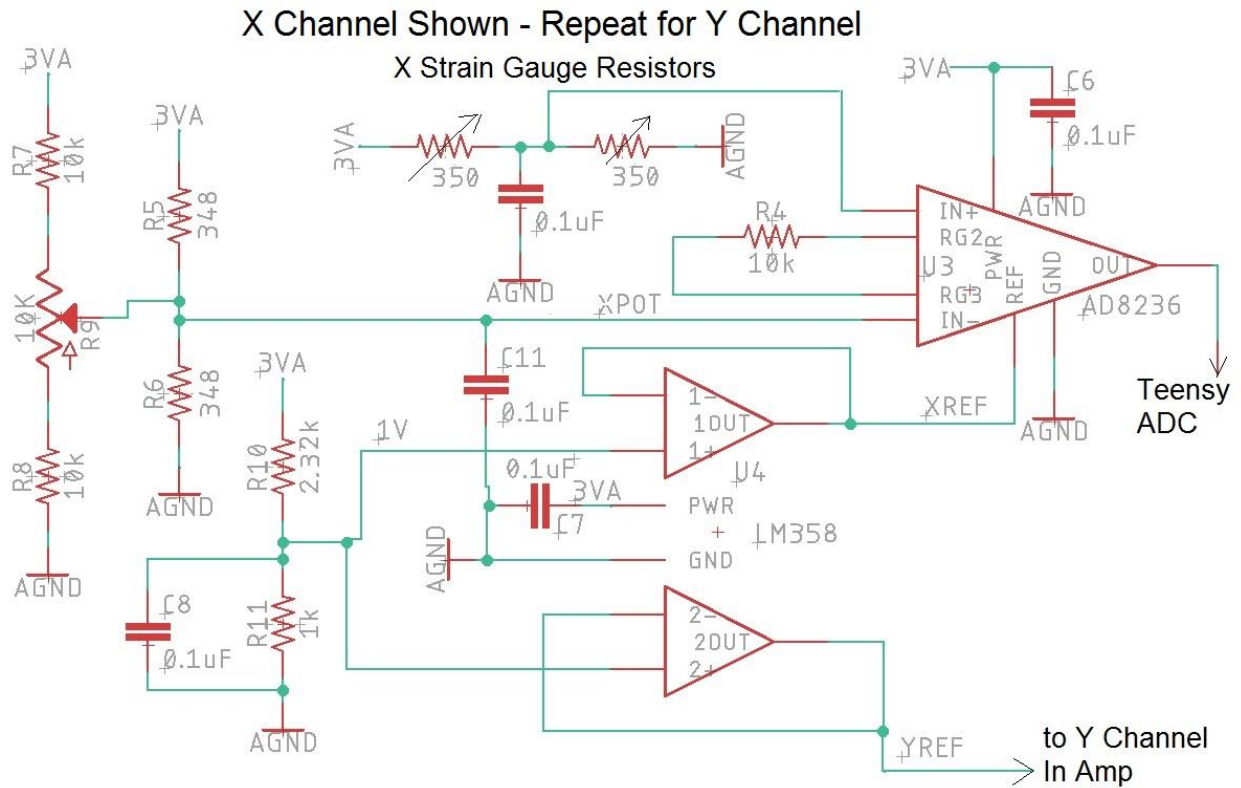 X Channel Shown - Repeat for Y Channel
X Strain Gauge Resistors
3VA
R7
10k
10K
R9
R8
10k
AGND
3VA
R5
348
R6
348
AGND
3VA
350
0.1uF
AGND
350
AGND
3VA
C6
0.1uF
AGND
R4
10k
IN+
RG2
U3
PWR
RG3
REF
IN-
GND
OUT
AD8236
AGND
Teensy
ADC
XPOT
C11
0.1uF
3VA
R10
2.32k
1V
1-
1OUT
1+
U4
XREF
0.1uF
3VA
C7
PWR
LM358
GND
AGND
C8
0.1uF
R11
1k
AGND
2-
2OUT
2+
YREF
to Y Channel
In Amp